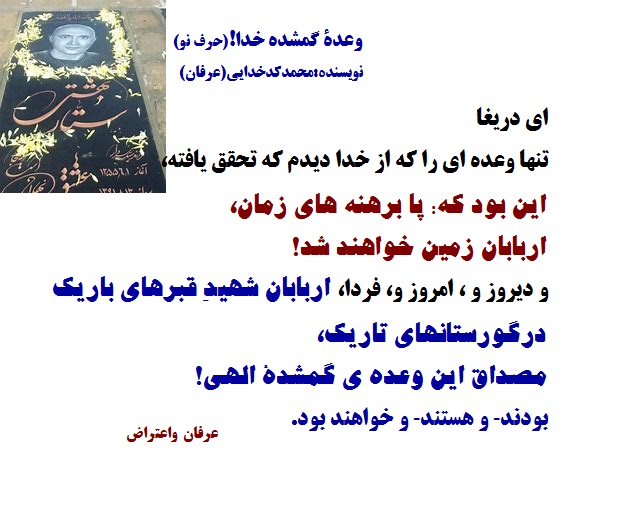 وعدهٔ گمشده خدا!(حرف نو)
نویسنده:محمدکدخدایی(عرفان)
ای دریغا
تنها وعده ای را که از خدا دیدم که تحقق یافته،
این بود که: پا برهنه های زمان،
اربابان زمین خواهند شد!
و دیروز و ، امروز و، فردا، اربابان شهیدِ قبرهای باریک
درگورستانهای تاریک،
مصداق این وعده ی گمشدهٔ الهی!
بودند- و هستند- و خواهند بود.
عرفان واعتراض
ستار بهشتی